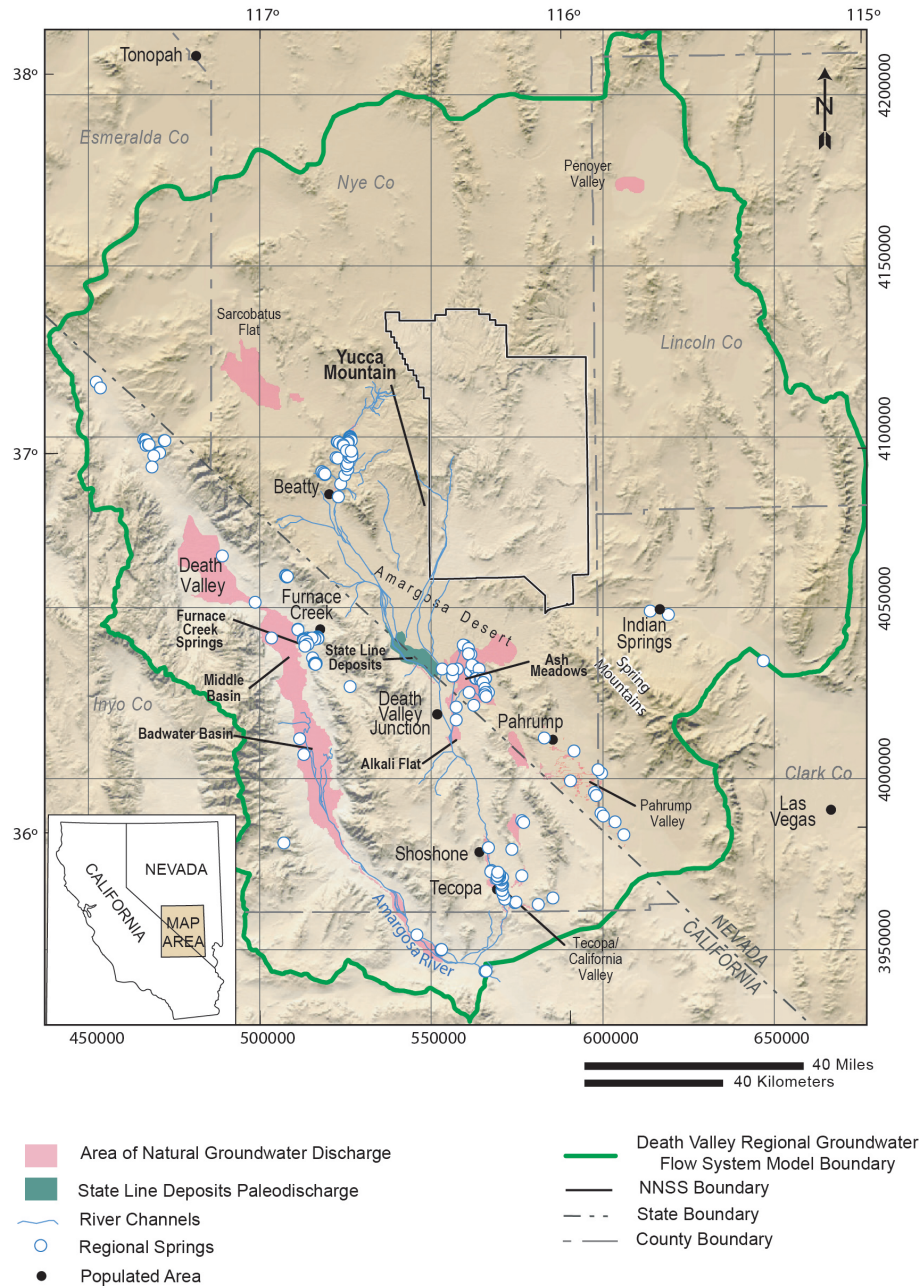 117º
116º
115º
38º
37º
36º
4200000
4150000
4100000
4050000
4000000
3950000
N
Tonopah
Esmeralda Co
Nye Co
Penoyer
Valley
Sarcobatus
Flat
Yucca
Mountain
Lincoln Co
Beatty
Death
Valley
Furnace
Creek
Amargosa Desert
Furnace
Creek
Springs
State Line
Deposits
Indian
Springs
Ash
Meadows
Spring
Mountains
Middle
Basin
Inyo Co
Death
Valley
Junction
Pahrump
Badwater Basin
Alkali Flat
Clark Co
Pahrump
Valley
Las
Vegas
Shoshone
Tecopa
Amargosa River
Tecopa/
California
Valley
NEVADA
CALIFORNIA
NEVADA
CALIFORNIA
MAP
AREA
450000
500000
550000
600000
650000
40 Miles
40 Kilometers
Area of Natural Groundwater Discharge
State Line Deposits Paleodischarge
River Channels
Regional Springs
Populated Area
Death Valley Regional Groundwater
Flow System Model Boundary
NNSS Boundary
State Boundary
County Boundary